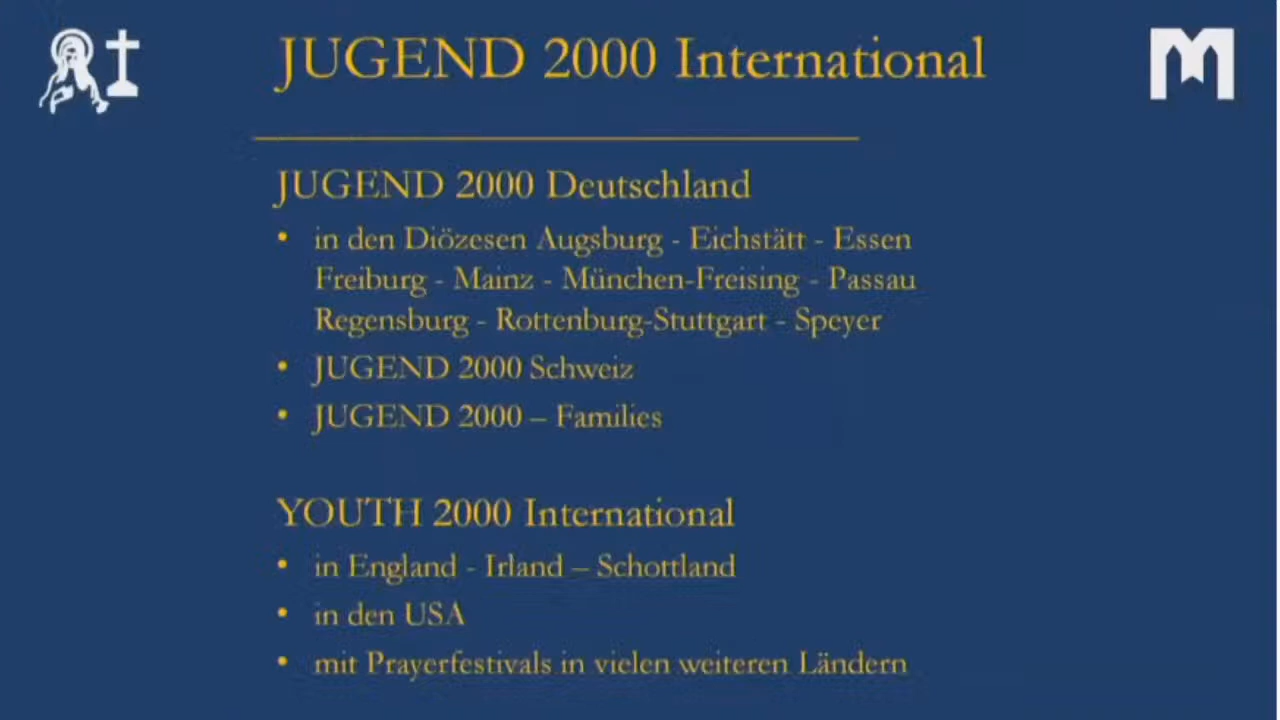 JUGEND 2000 International
M
JUGEND 2000 Deutschland
• in den Diözesen Augsburg - Eichstätt - Essen
Freiburg - Mainz - München-Freising - Passau
Regensburg - Rottenburg-Stuttgart - Speyer
• JUGEND 2000 Schweiz
• JUGEND 2000 – Families
YOUTH 2000 International
• in England - Irland – Schottland
• in den USA
• mit Prayerfestivals in vielen weiteren Ländern